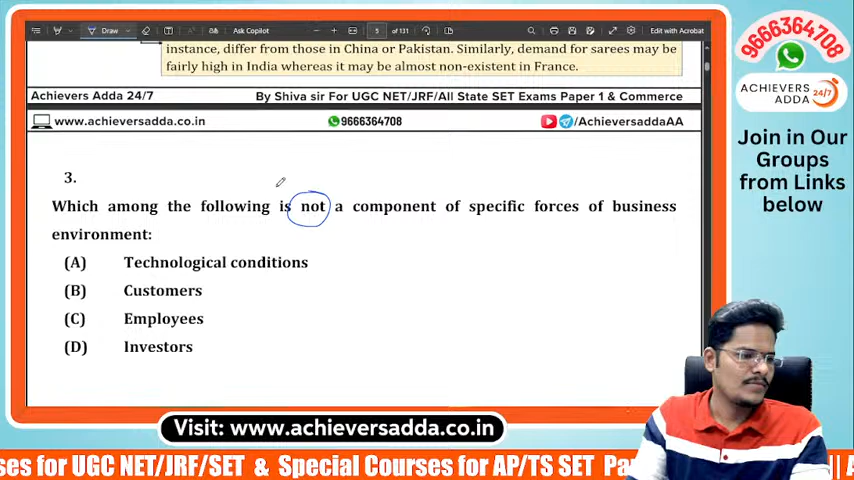 Draw
Ask Copilot
5 of 131
Edit with Acrobat
instance, differ from those in China or Pakistan. Similarly, demand for sarees may be
fairly high in India whereas it may be almost non-existent in France.
Achievers Adda 24/7 By Shiva sir For UGC NET/JRF/All State SET Exams Paper 1 & Commerce
www.achieversadda.co.in 9666364708 /AchieversaddaAA
3.
Which among the following is not a component of specific forces of business
environment:
(A) Technological conditions
(B) Customers
(C) Employees
(D) Investors
9666364708
ACHIEVERS
ADDA 24/7
Join in Our
Groups
from Links
below
Visit: www.achieversadda.co.in
ses for UGC NET/JRF/SET & Special Courses for AP/TS SET Pa
|| A